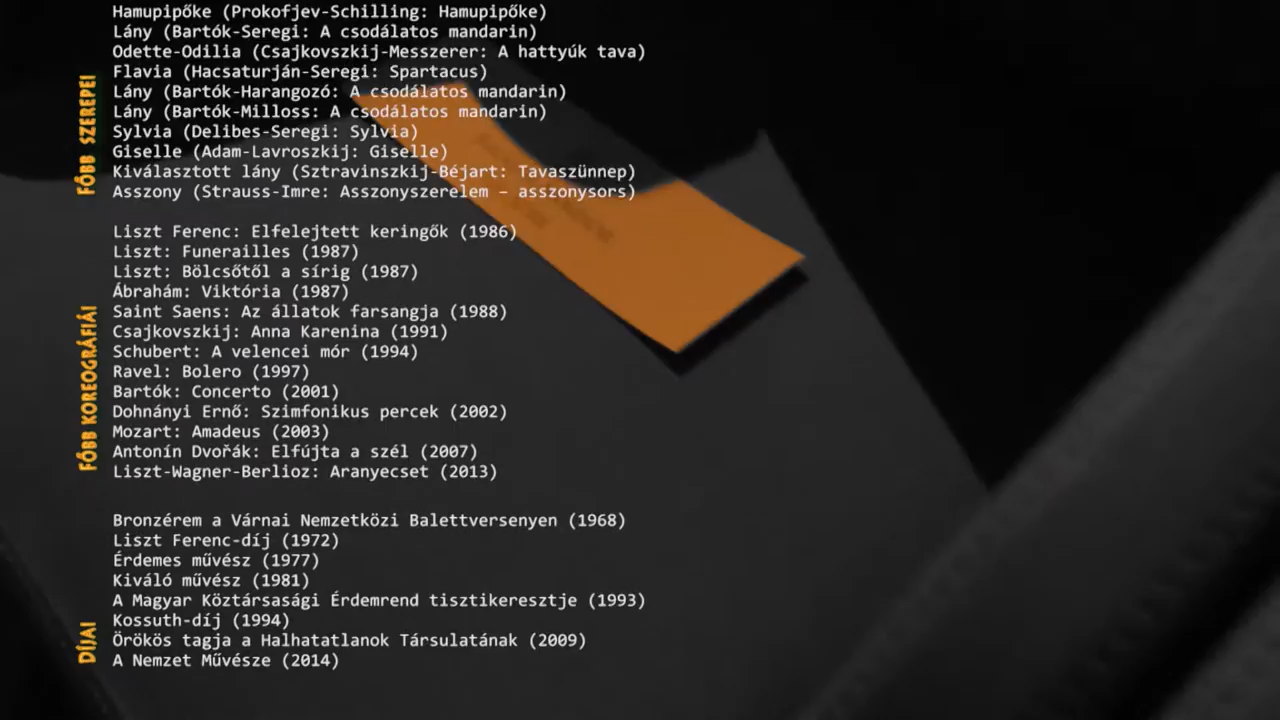 FŐBB SZEREPEI
Hamupipőke (Prokofjev-Schilling: Hamupipőke)
Lány (Bartók-Seregi: A csodálatos mandarin)
Odette-Odilia (Csajkovszkij-Messzerer: A hattyúk tava)
Flavia (Hacsaturján-Seregi: Spartacus)
Lány (Bartók-Harangozó: A csodálatos mandarin)
Lány (Bartók-Milloss: A csodálatos mandarin)
Sylvia (Delibes-Seregi: Sylvia)
Giselle (Adam-Lavroszkij: Giselle)
Kiválasztott lány (Sztravinszkij-Béjart: Tavaszünnep)
Asszony (Strauss-Imre: Asszonyszerelem – asszonysors)
FŐBB KOREOGRÁFIÁI
Liszt Ferenc: Elfelejtett keringők (1986)
Liszt: Funerailles (1987)
Liszt: Bölcsőtől a sírig (1987)
Ábrahám: Viktória (1987)
Saint Saens: Az állatok farsangja (1988)
Csajkovszkij: Anna Karenina (1991)
Schubert: A velencei mór (1994)
Ravel: Bolero (1997)
Bartók: Concerto (2001)
Dohnányi Ernő: Szimfonikus percek (2002)
Mozart: Amadeus (2003)
Antonín Dvořák: Elfújta a szél (2007)
Liszt-Wagner-Berlioz: Aranyecset (2013)
DÍJAI
Bronzérem a Várnai Nemzetközi Balettversenyen (1968)
Liszt Ferenc-díj (1972)
Érdemes művész (1977)
Kiváló művész (1981)
A Magyar Köztársasági Érdemrend tisztikeresztje (1993)
Kossuth-díj (1994)
Örökös tagja a Halhatatlanok Társulatának (2009)
A Nemzet Művésze (2014)